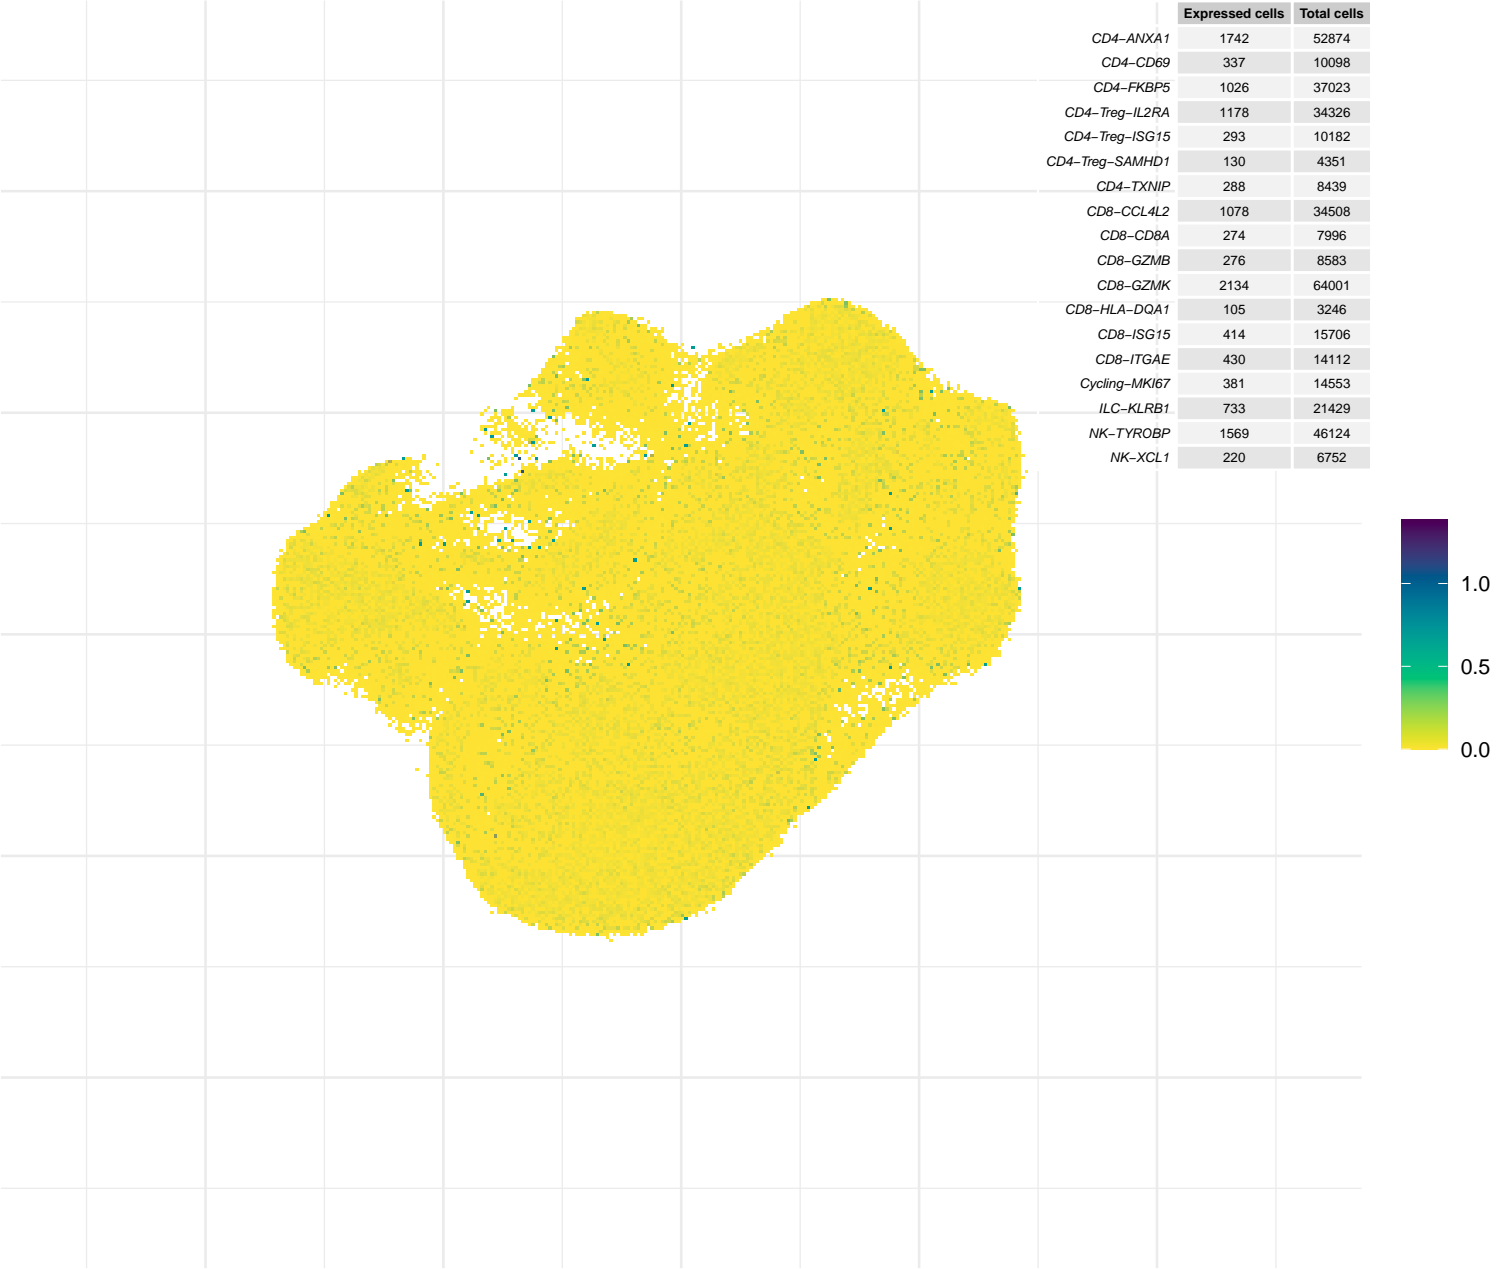 Expressed cells Total cells
CD4−ANXA1 1742 52874
CD4−CD69 337 10098
CD4−FKBP5 1026 37023
CD4−Treg−IL2RA 1178 34326
CD4−Treg−ISG15 293 10182
CD4−Treg−SAMHD1 130 4351
CD4−TXNIP 288 8439
CD8−CCL4L2 1078 34508
CD8−CD8A 274 7996
CD8−GZMB 276 8583
CD8−GZMK 2134 64001
CD8−HLA−DQA1 105 3246
CD8−ISG15 414 15706
CD8−ITGAE 430 14112
Cycling−MKI67 381 14553
ILC−KLRB1 733 21429
NK−TYROBP 1569 46124
NK−XCL1 220 6752
1.0
0.5
0.0